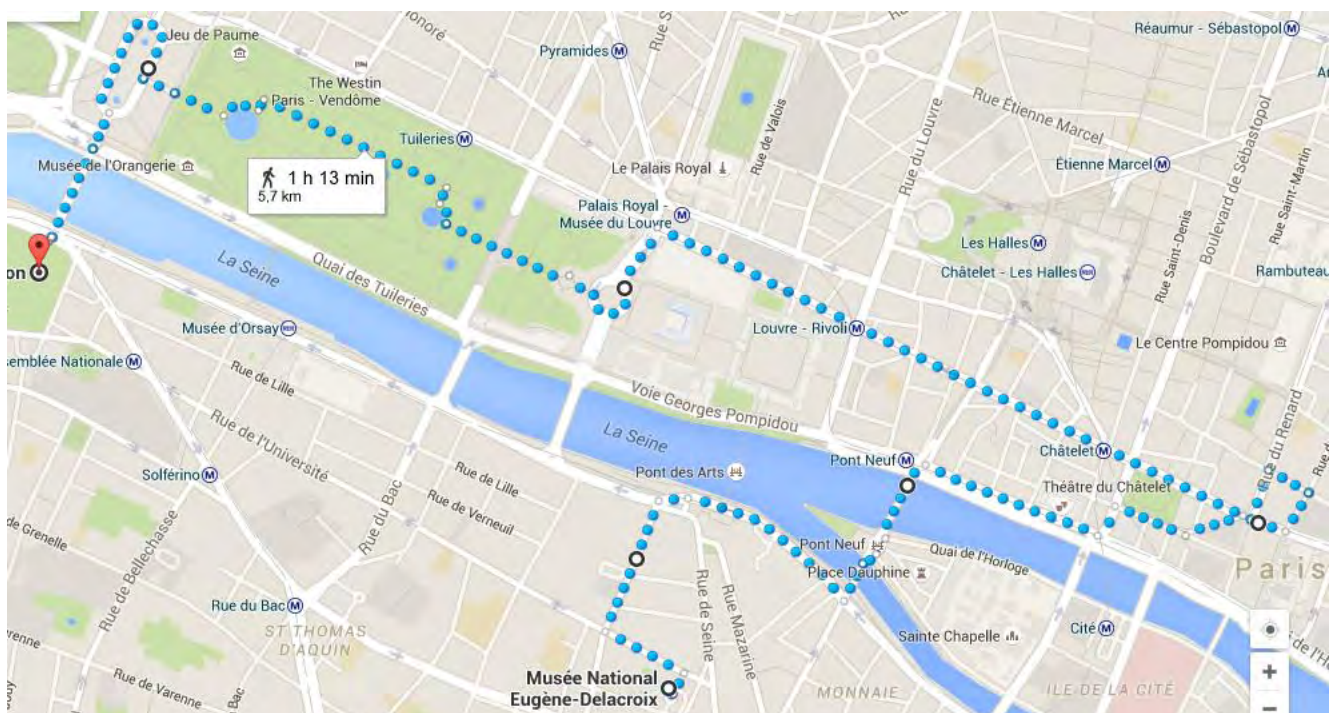 Jeu de Paume
onoré
Rue S
Pyramides M
Réaumur - Sébastopol M
The Westin
Paris - Vendôme
Rue de Valois
Rue du Louvre
Rue Étienne Marcel
Tuileries M
Étienne Marcel M
Boulevard de Sébastopol
Rue Saint-Martin
Musée de l'Orangerie
1 h 13 min
5,7 km
Le Palais Royal
Palais Royal -
Musée du Louvre M
Rue Saint-Denis
Les Halles M
Châtelet - Les Halles
Rambuteau
on
La Seine
Quai des Tuileries
Musée d'Orsay
Louvre - Rivoli M
Le Centre Pompidou
semblée Nationale M
Rue de Lille
Voie Georges Pompidou
Rue du Renard
Rue de l'Université
La Seine
Solférino M
Rue de Lille
Pont des Arts
Pont Neuf M
Châtelet M
Rue du Bac
Rue de Verneuil
Théâtre du Châtelet
de Grenelle
Rue de Bellechasse
Pont Neuf
Quai de l'Horloge
Place Dauphine
Paris
Rue du Bac M
Rue de Seine
Rue Mazarine
Sainte Chapelle
Cité M
ST THOMAS
D'AQUIN
arenne
Rue de Varenne
Bac
Musée National
Eugène-Delacroix
MONNAIE
ILE DE LA CITÉ
i de l'H
+
−